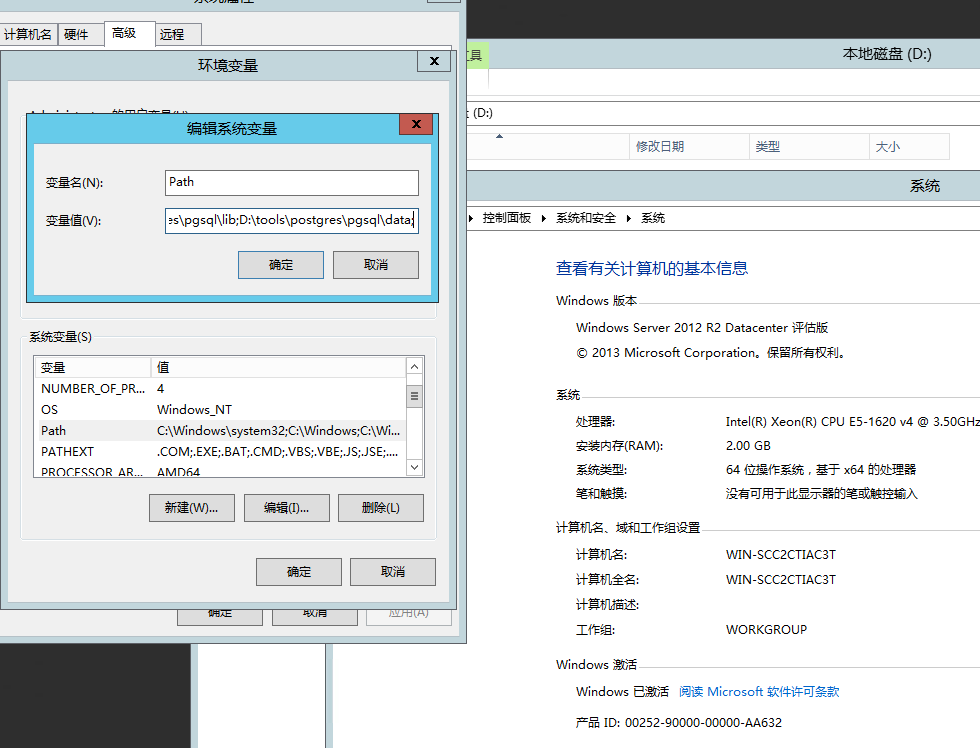 计算机名 硬件 高级 远程
环境变量
编辑系统变量
变量名(N): Path
变量值(V): es\pgsql\lib;D:\tools\postgres\pgsql\data;
确定 取消
系统变量(S)
变量 值
NUMBER_OF_PR... 4
OS Windows_NT
Path C:\Windows\system32;C:\Windows;C:\Wi...
PATHEXT .COM;.EXE;.BAT;.CMD;.VBS;.VBE;.JS;.JSE;....
PROCESSOR_AR... AMD64
新建(W)... 编辑(I)... 删除(L)
确定 取消
确定 取消 应用(A)
具
本地磁盘 (D:)
(D:)
修改日期 类型 大小
系统
控制面板 系统和安全 系统
查看有关计算机的基本信息
Windows 版本
Windows Server 2012 R2 Datacenter 评估版
© 2013 Microsoft Corporation。保留所有权利。
系统
处理器: Intel(R) Xeon(R) CPU E5-1620 v4 @ 3.50GHz
安装内存(RAM): 2.00 GB
系统类型: 64 位操作系统，基于 x64 的处理器
笔和触摸: 没有可用于此显示器的笔或触控输入
计算机名、域和工作组设置
计算机名: WIN-SCC2CTIAC3T
计算机全名: WIN-SCC2CTIAC3T
计算机描述:
工作组: WORKGROUP
Windows 激活
Windows 已激活 阅读 Microsoft 软件许可条款
产品 ID: 00252-90000-00000-AA632